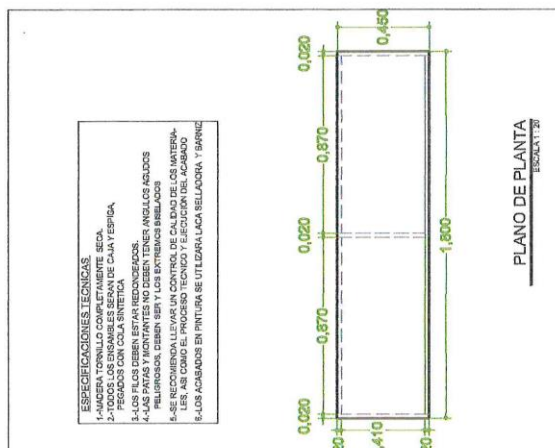 ESPECIFICACIONES TECNICAS
1.-MADERA TORNILLO COMPLETAMENTE SECA.
2.-TODOS LOS ENSAMBLES SERAN DE CAJA Y ESPIGA,
PEGADOS CON COLA SINTETICA
3.-LOS FILOS DEBEN ESTAR REDONDEADOS.
4.-LAS PATAS Y MONTANTES NO DEBEN TENER ANGULOS AGUDOS
PELIGROSOS, DEBEN SER Y LOS EXTREMOS BISELADOS
5.-SE RECOMIENDA LLEVAR UN CONTROL DE CALIDAD DE LOS MATERIA-
LES, ASI COMO EL PROCESO TECNICO Y EJECUCION DEL ACABADO
6.-LOS ACABADOS EN PINTURA SE UTILIZARA LACA SELLADORA Y BARNIZ
0,020
0,870
0,020
0,870
0,020
0,450
1,800
,410
20
20
PLANO DE PLANTA
ESCALA 1 : 20